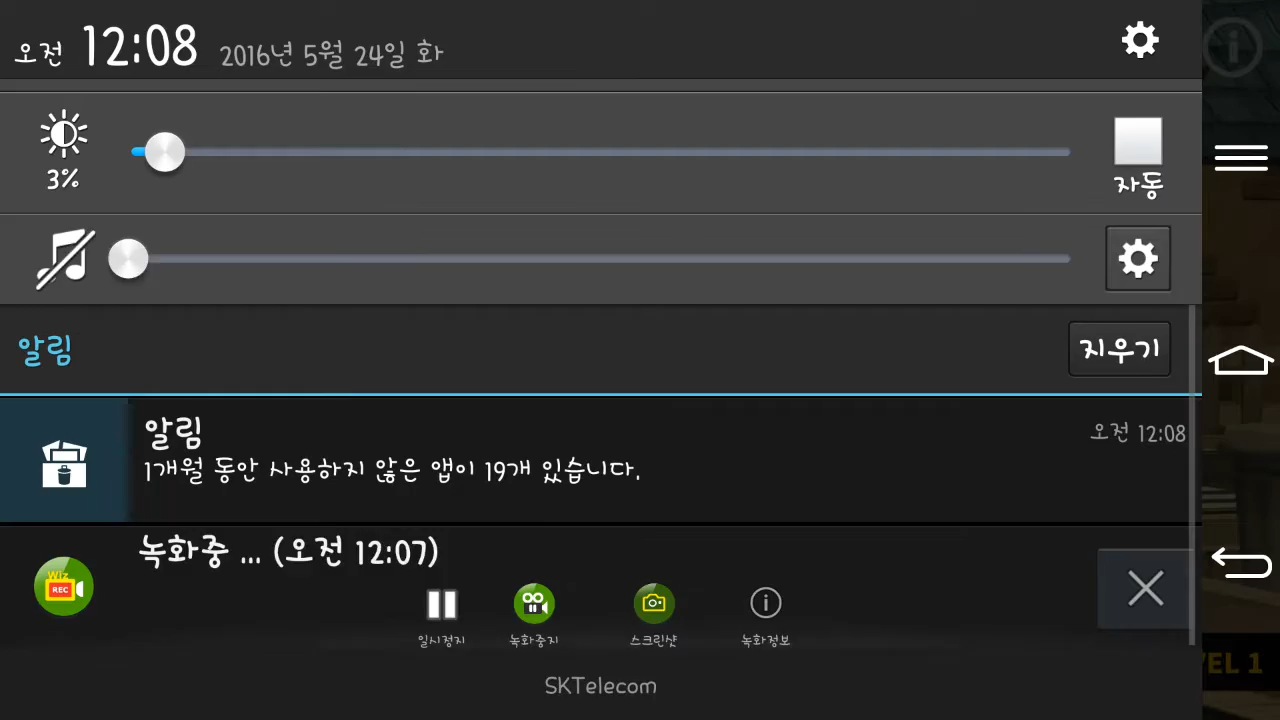 오전 12:08 2016년 5월 24일 화
3%
자동
알림
지우기
알림
오전 12:08
1개월 동안 사용하지 않은 앱이 19개 있습니다.
녹화중 ... (오전 12:07)
Wiz
REC
일시정지 녹화중지 스크린샷 녹화정보
SKTelecom
VEL 1